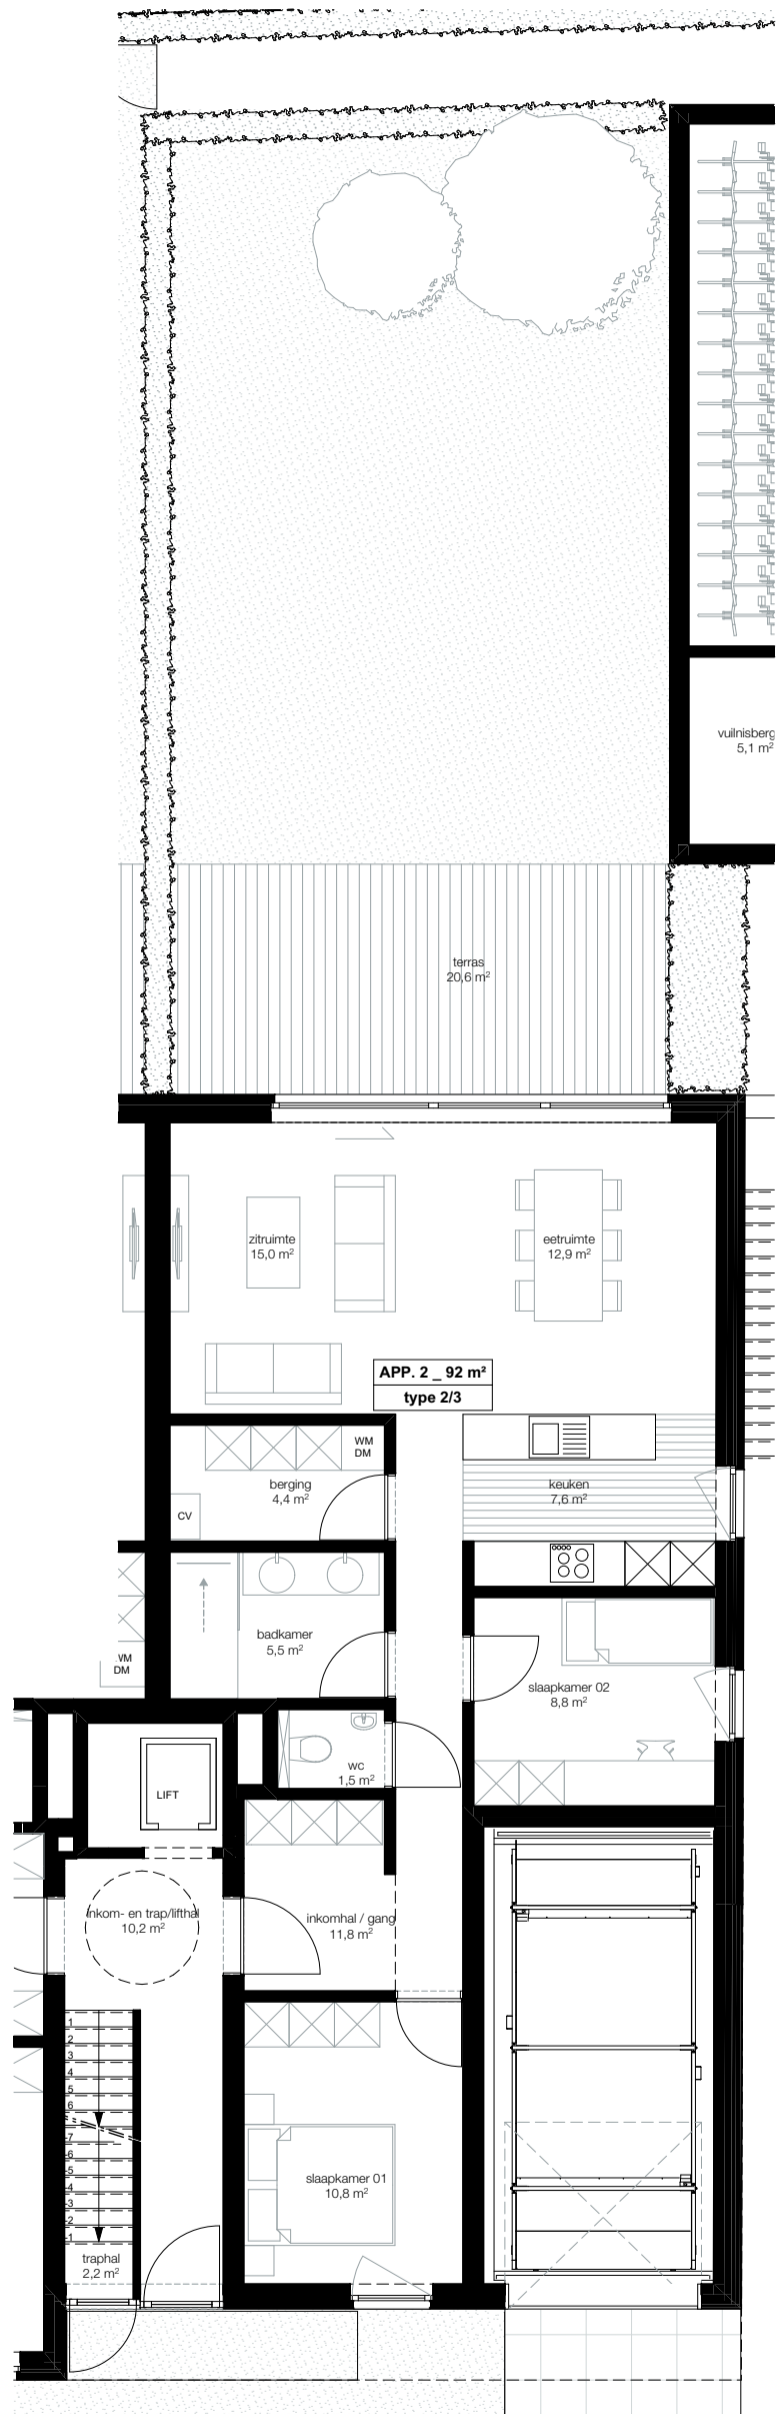 vuilnisberg
5,1 m²
terras
20,6 m²
zitruimte
15,0 m²
eetruimte
12,9 m²
APP. 2 _ 92 m²
type 2/3
WM
DM
berging
4,4 m²
keuken
7,6 m²
CV
badkamer
5,5 m²
WM
DM
slaapkamer 02
8,8 m²
wc
1,5 m²
LIFT
inkom- en trap/lifthal
10,2 m²
inkomhal / gang
11,8 m²
1
2
3
4
5
6
-7
-6
-5
-4
-3
-2
-1
slaapkamer 01
10,8 m²
traphal
2,2 m²